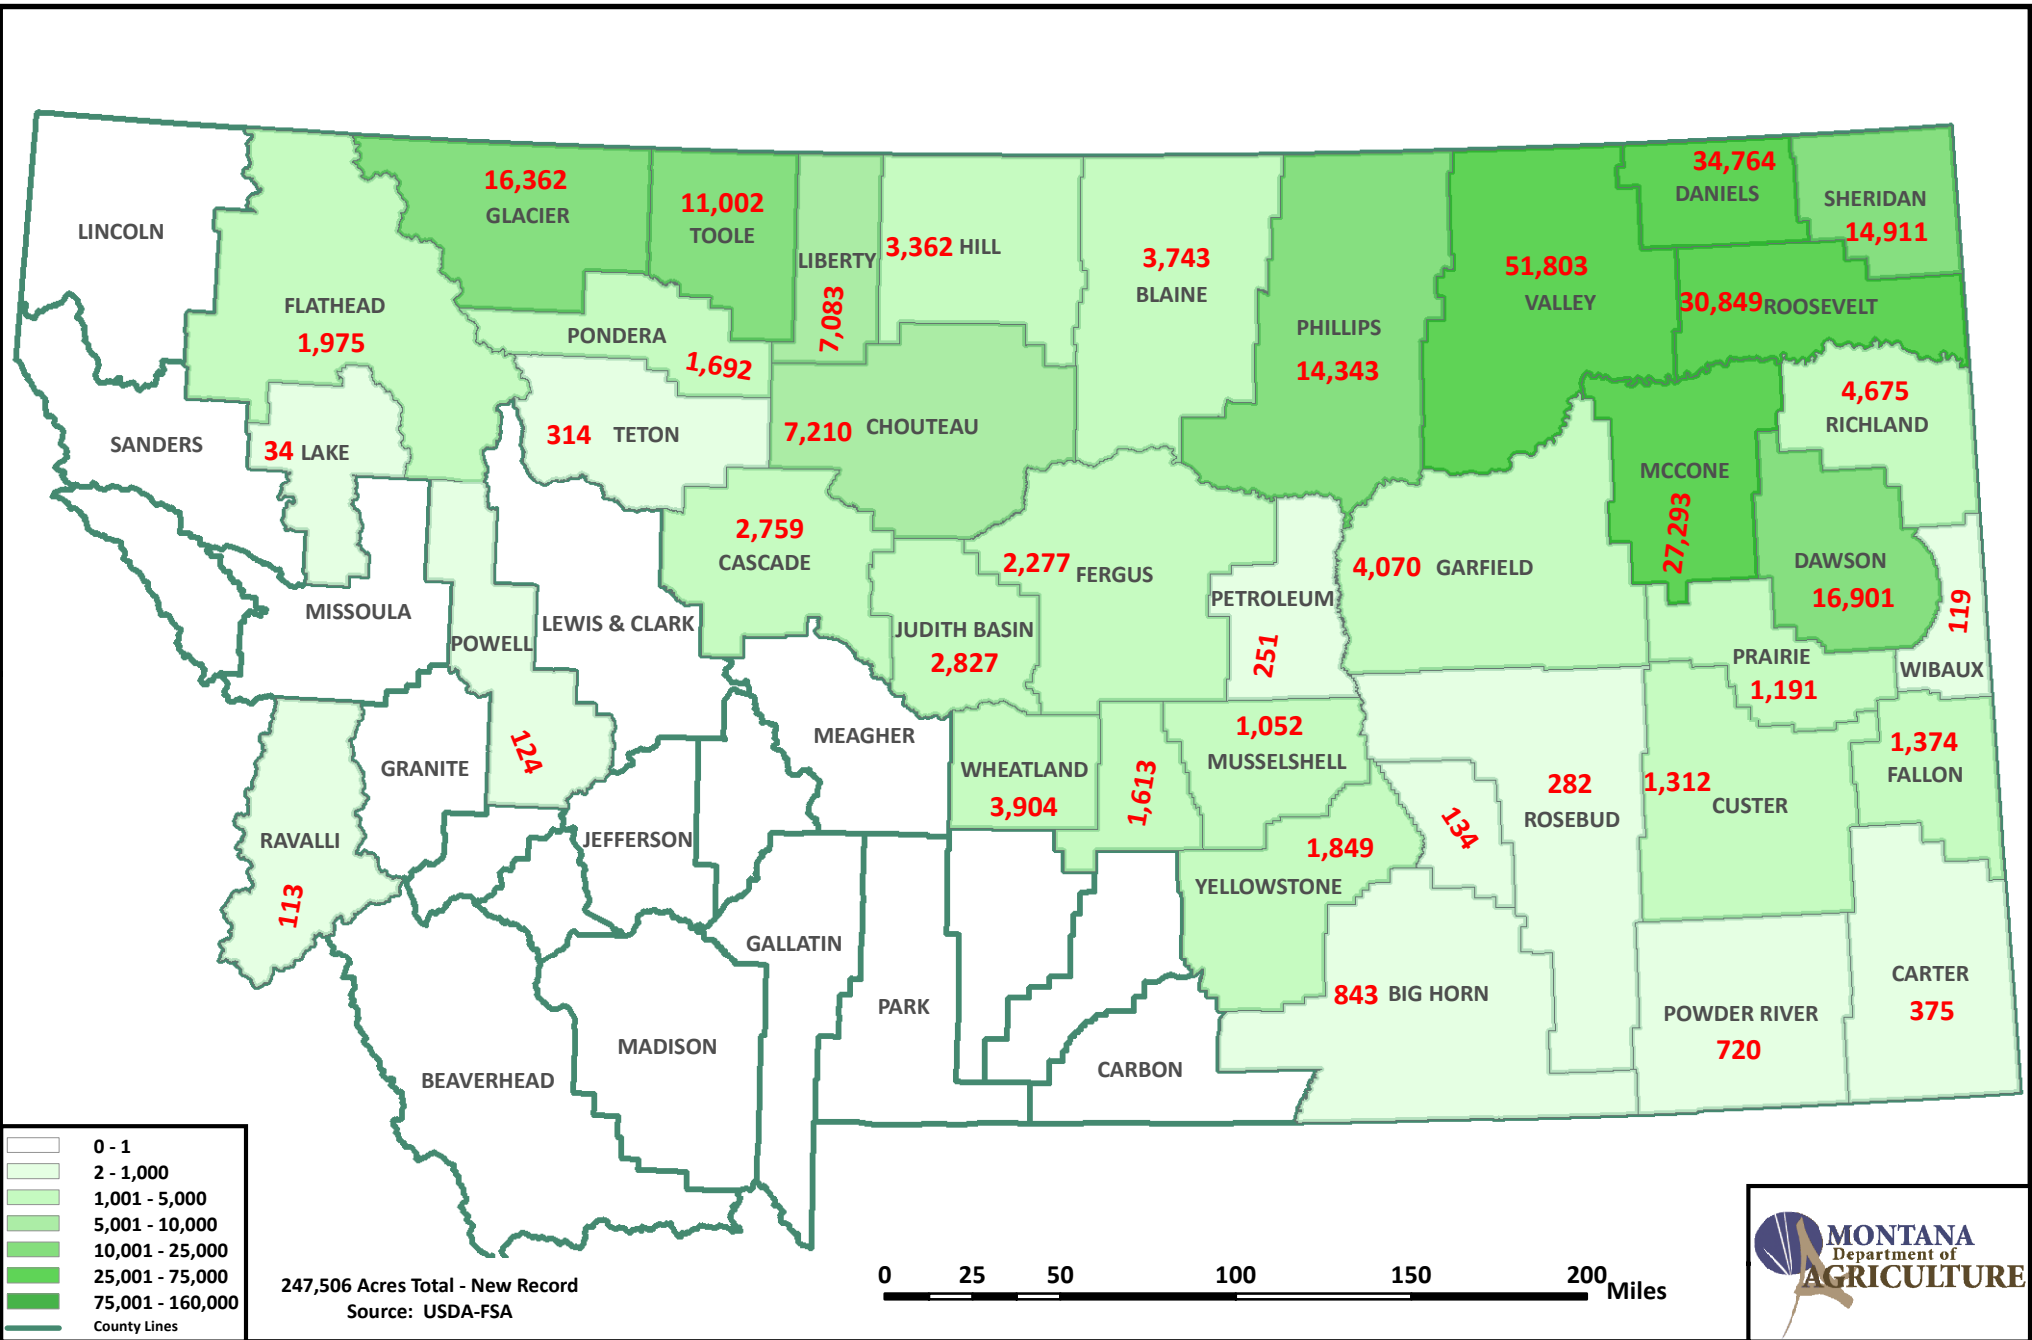 LINCOLN
FLATHEAD
1,975
16,362
GLACIER
11,002
TOOLE
LIBERTY
7,083
3,362 HILL
3,743
BLAINE
PHILLIPS
14,343
51,803
VALLEY
34,764
DANIELS
SHERIDAN
14,911
30,849 ROOSEVELT
PONDERA
1,692
SANDERS
34 LAKE
314 TETON
7,210 CHOUTEAU
4,675
RICHLAND
MCCONE
27,293
2,759
CASCADE
2,277 FERGUS
PETROLEUM
251
4,070 GARFIELD
DAWSON
16,901
119
WIBAUX
MISSOULA
POWELL
124
LEWIS & CLARK
JUDITH BASIN
2,827
PRAIRIE
1,191
GRANITE
MEAGHER
WHEATLAND
3,904
1,613
1,052
MUSSELSHELL
134
282
ROSEBUD
1,312 CUSTER
1,374
FALLON
RAVALLI
113
JEFFERSON
1,849
YELLOWSTONE
GALLATIN
PARK
843 BIG HORN
POWDER RIVER
720
CARTER
375
MADISON
BEAVERHEAD
CARBON
0 - 1
2 - 1,000
1,001 - 5,000
5,001 - 10,000
10,001 - 25,000
25,001 - 75,000
75,001 - 160,000
County Lines
247,506 Acres Total - New Record
Source: USDA-FSA
0 25 50 100 150 200 Miles
MONTANA
Department of
AGRICULTURE